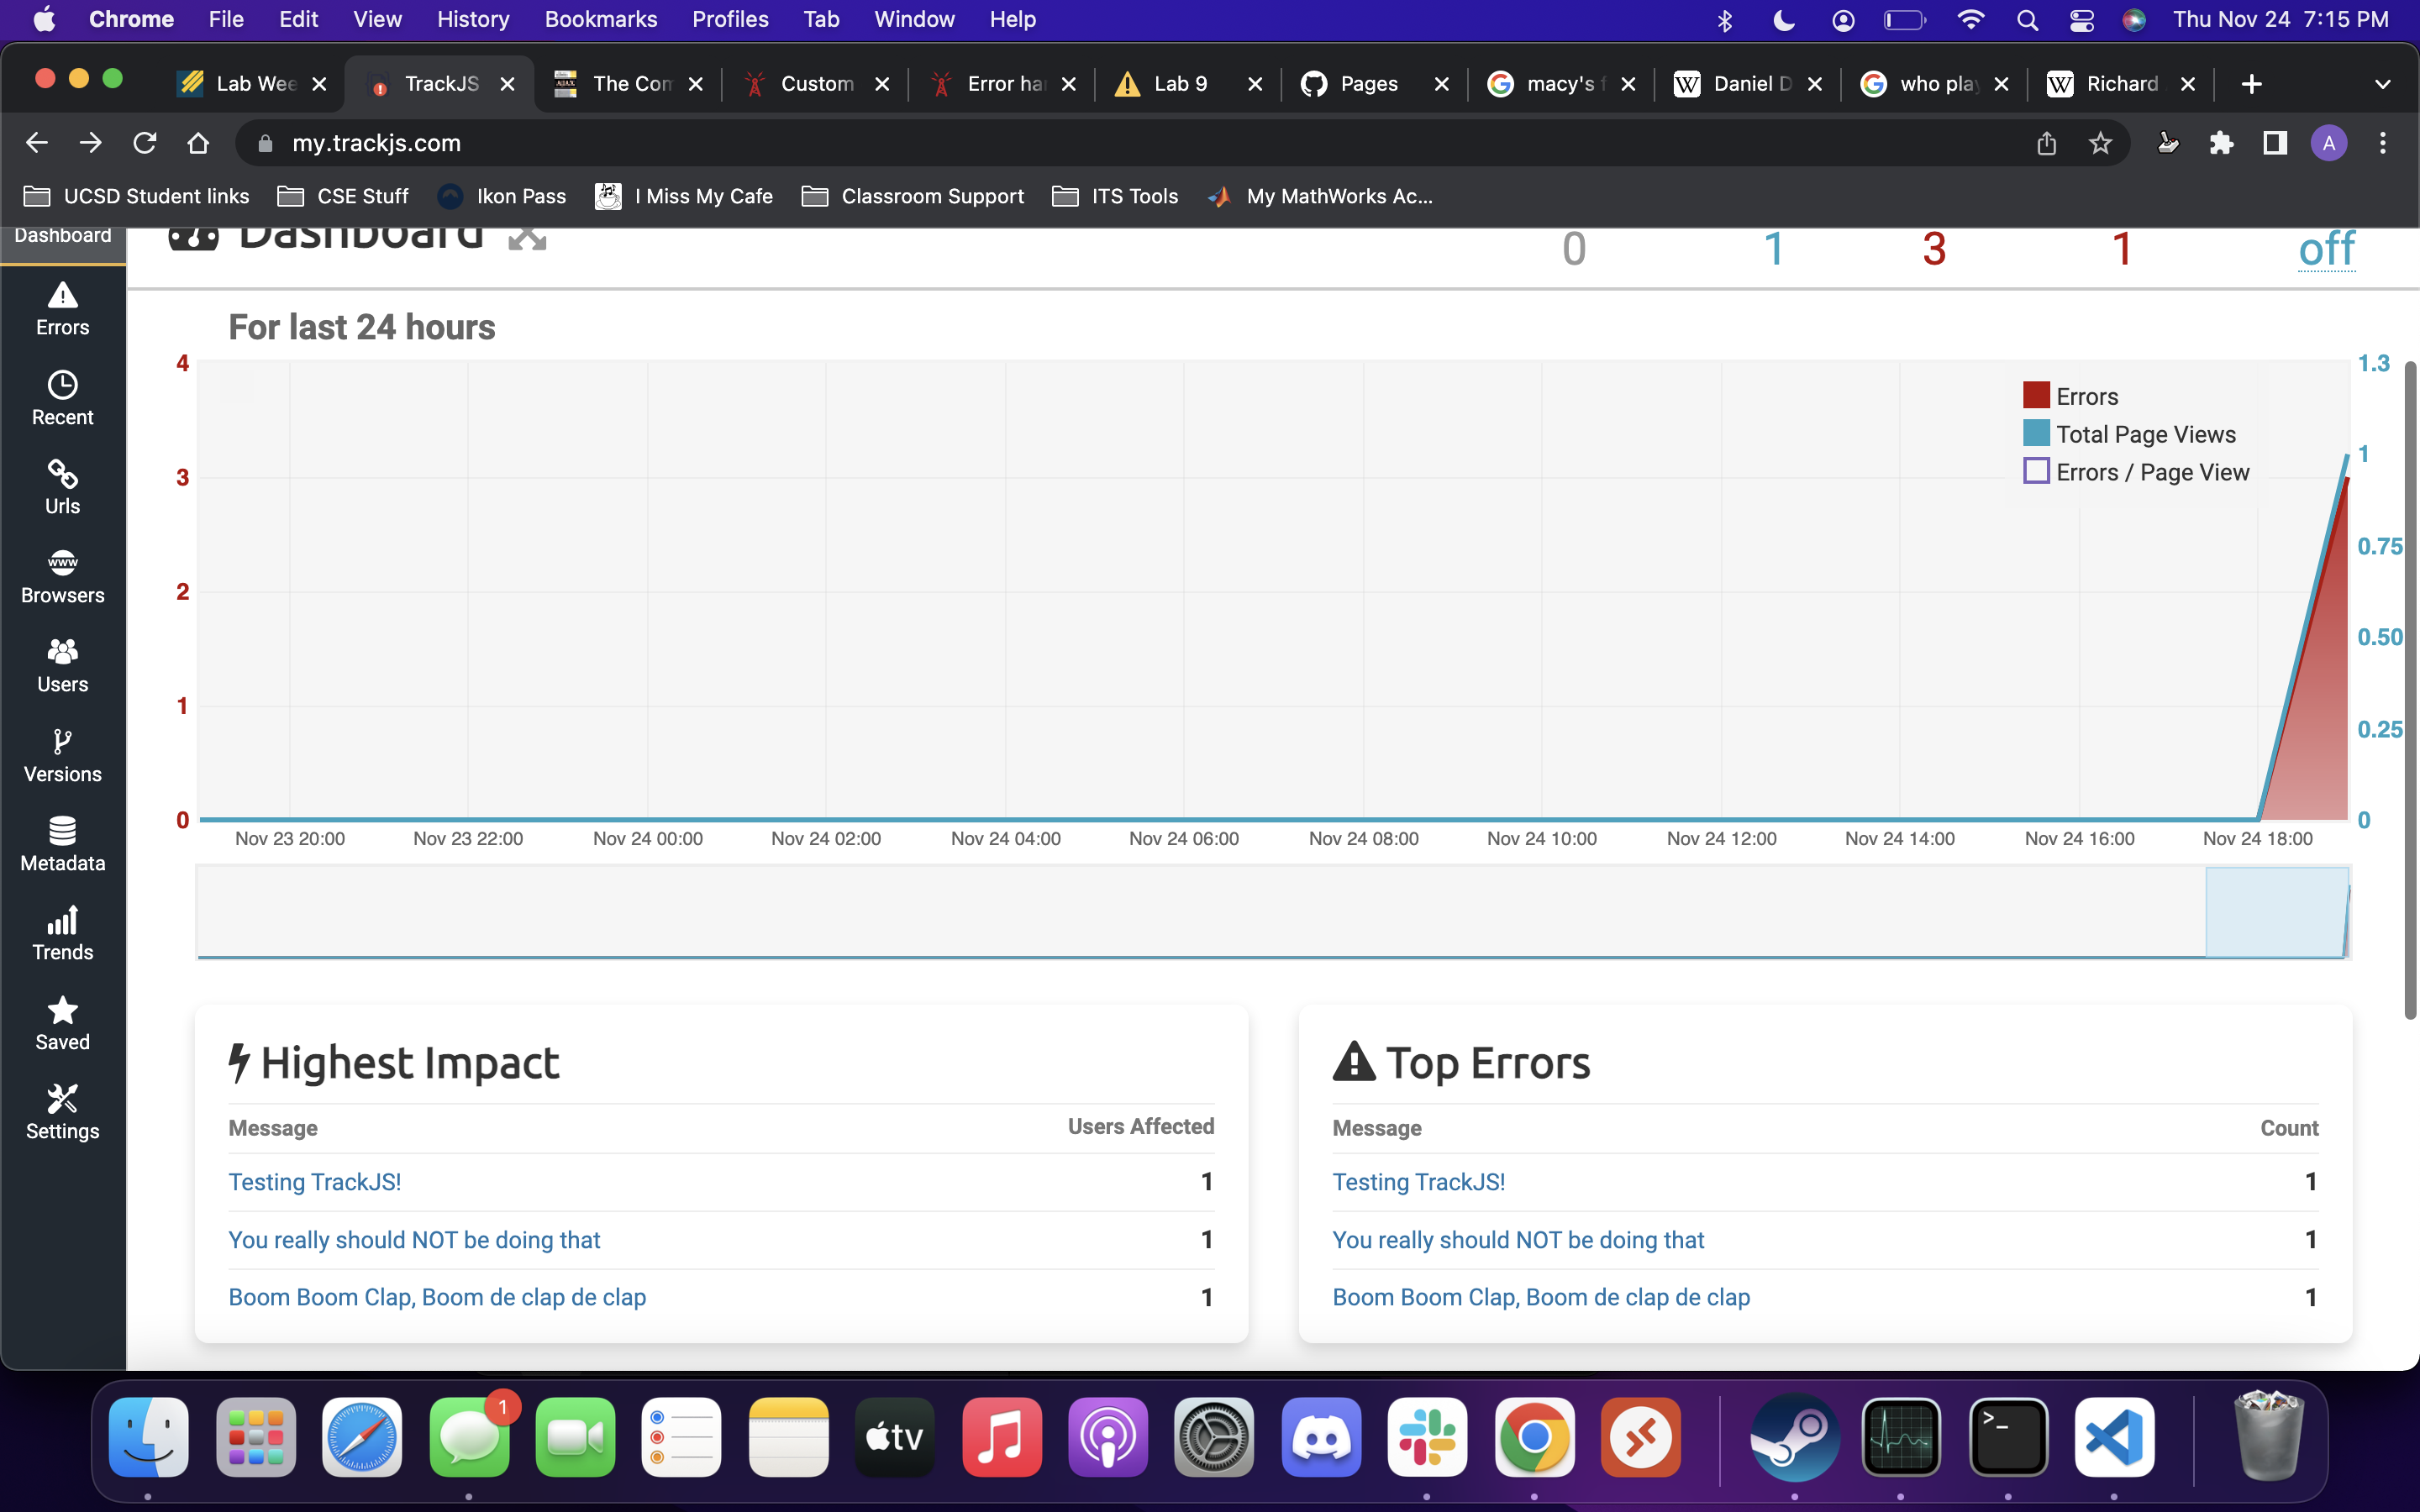 Chrome File Edit View History Bookmarks Profiles Tab Window Help Thu Nov 24 7:15 PM
Lab Wee TrackJS The Con Custom Error ha Lab 9 Pages macy's f Daniel D who play Richard
my.trackjs.com A
UCSD Student links CSE Stuff Ikon Pass I Miss My Cafe Classroom Support ITS Tools My MathWorks Ac...
Dashboard
Dashboard 0 1 3 1 off
Errors
Recent
Urls
www
Browsers
Users
Versions
Metadata
Trends
Saved
Settings
For last 24 hours
4
3
2
1
0
Errors
Total Page Views
Errors / Page View
1.3
1
0.75
0.50
0.25
0
Nov 23 20:00 Nov 23 22:00 Nov 24 00:00 Nov 24 02:00 Nov 24 04:00 Nov 24 06:00 Nov 24 08:00 Nov 24 10:00 Nov 24 12:00 Nov 24 14:00 Nov 24 16:00 Nov 24 18:00
Highest Impact
Message Users Affected
Testing TrackJS! 1
You really should NOT be doing that 1
Boom Boom Clap, Boom de clap de clap 1
Top Errors
Message Count
Testing TrackJS! 1
You really should NOT be doing that 1
Boom Boom Clap, Boom de clap de clap 1
1
tv
>_